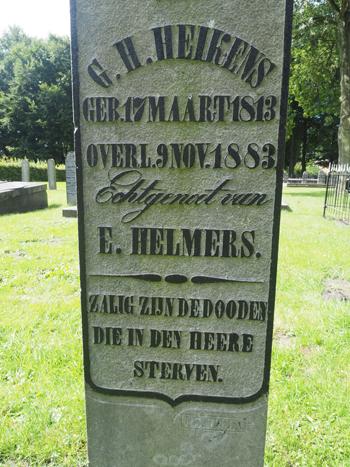 G. H. HEIKENS
GEB. 17 MAART 1813
OVERL. 9 NOV. 1883.
Echtgenoot van
E. HELMERS.
ZALIG ZIJN DE DOODEN
DIE IN DEN HEERE
STERVEN.